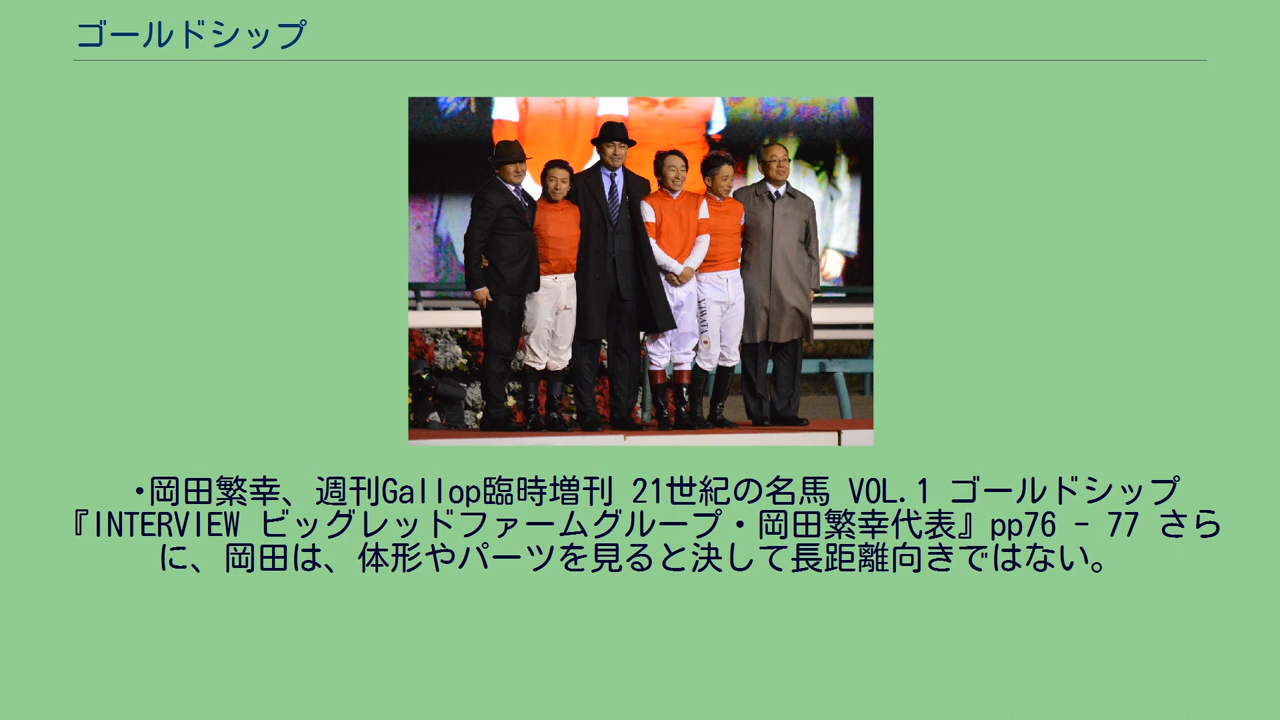 ゴールドシップ
・岡田繁幸、週刊Gallop臨時増刊 21世紀の名馬 VOL.1 ゴールドシップ
『INTERVIEW ビッグレッドファームグループ・岡田繁幸代表』pp76 - 77 さら
に、岡田は、体形やパーツを見ると決して長距離向きではない。